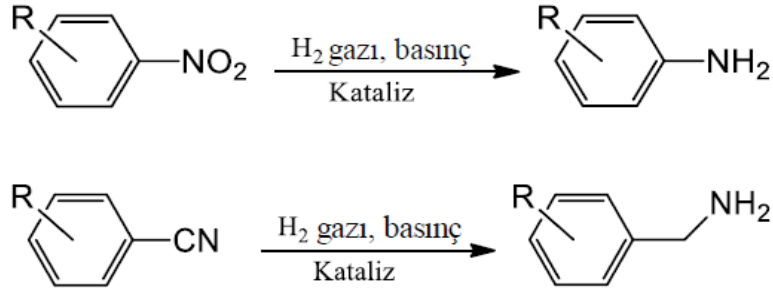 R
NO2
H2 gazı, basınç
Kataliz
R
NH2
R
CN
H2 gazı, basınç
Kataliz
R
NH2